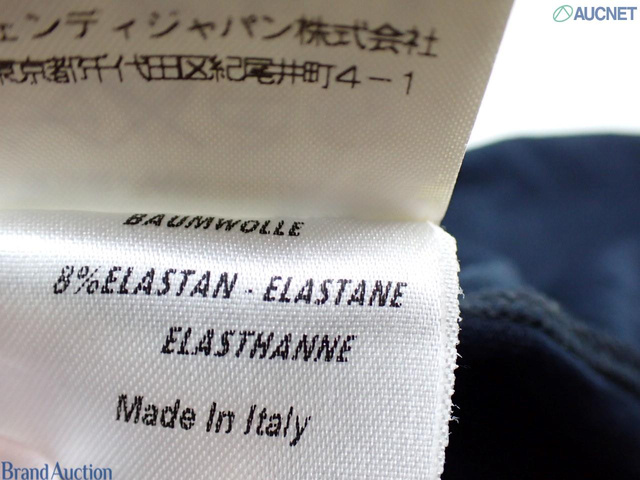 AUCNET
ェンディジャパン株式会社
東京都千代田区紀尾井町4-1
BAUMWOLLE
8%ELASTAN - ELASTANE
ELASTHANNE
Made In Italy
Brand Auction